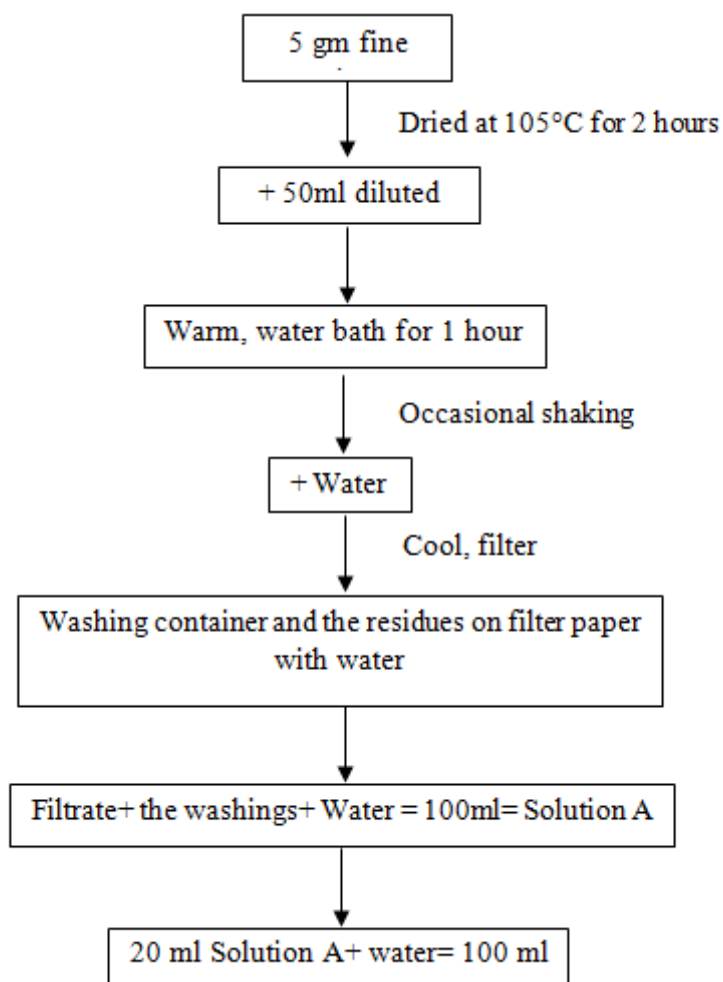 5 gm fine
Dried at 105°C for 2 hours
+ 50ml diluted
Warm, water bath for 1 hour
Occasional shaking
+ Water
Cool, filter
Washing container and the residues on filter paper
with water
Filtrate+ the washings+ Water = 100ml= Solution A
20 ml Solution A+ water= 100 ml